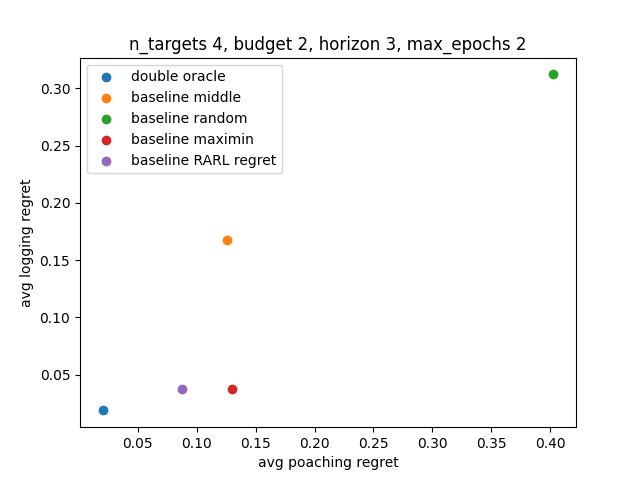 n_targets 4, budget 2, horizon 3, max_epochs 2
double oracle
baseline middle
baseline random
baseline maximin
baseline RARL regret
avg logging regret
0.30
0.25
0.20
0.15
0.10
0.05
0.05 0.10 0.15 0.20 0.25 0.30 0.35 0.40
avg poaching regret